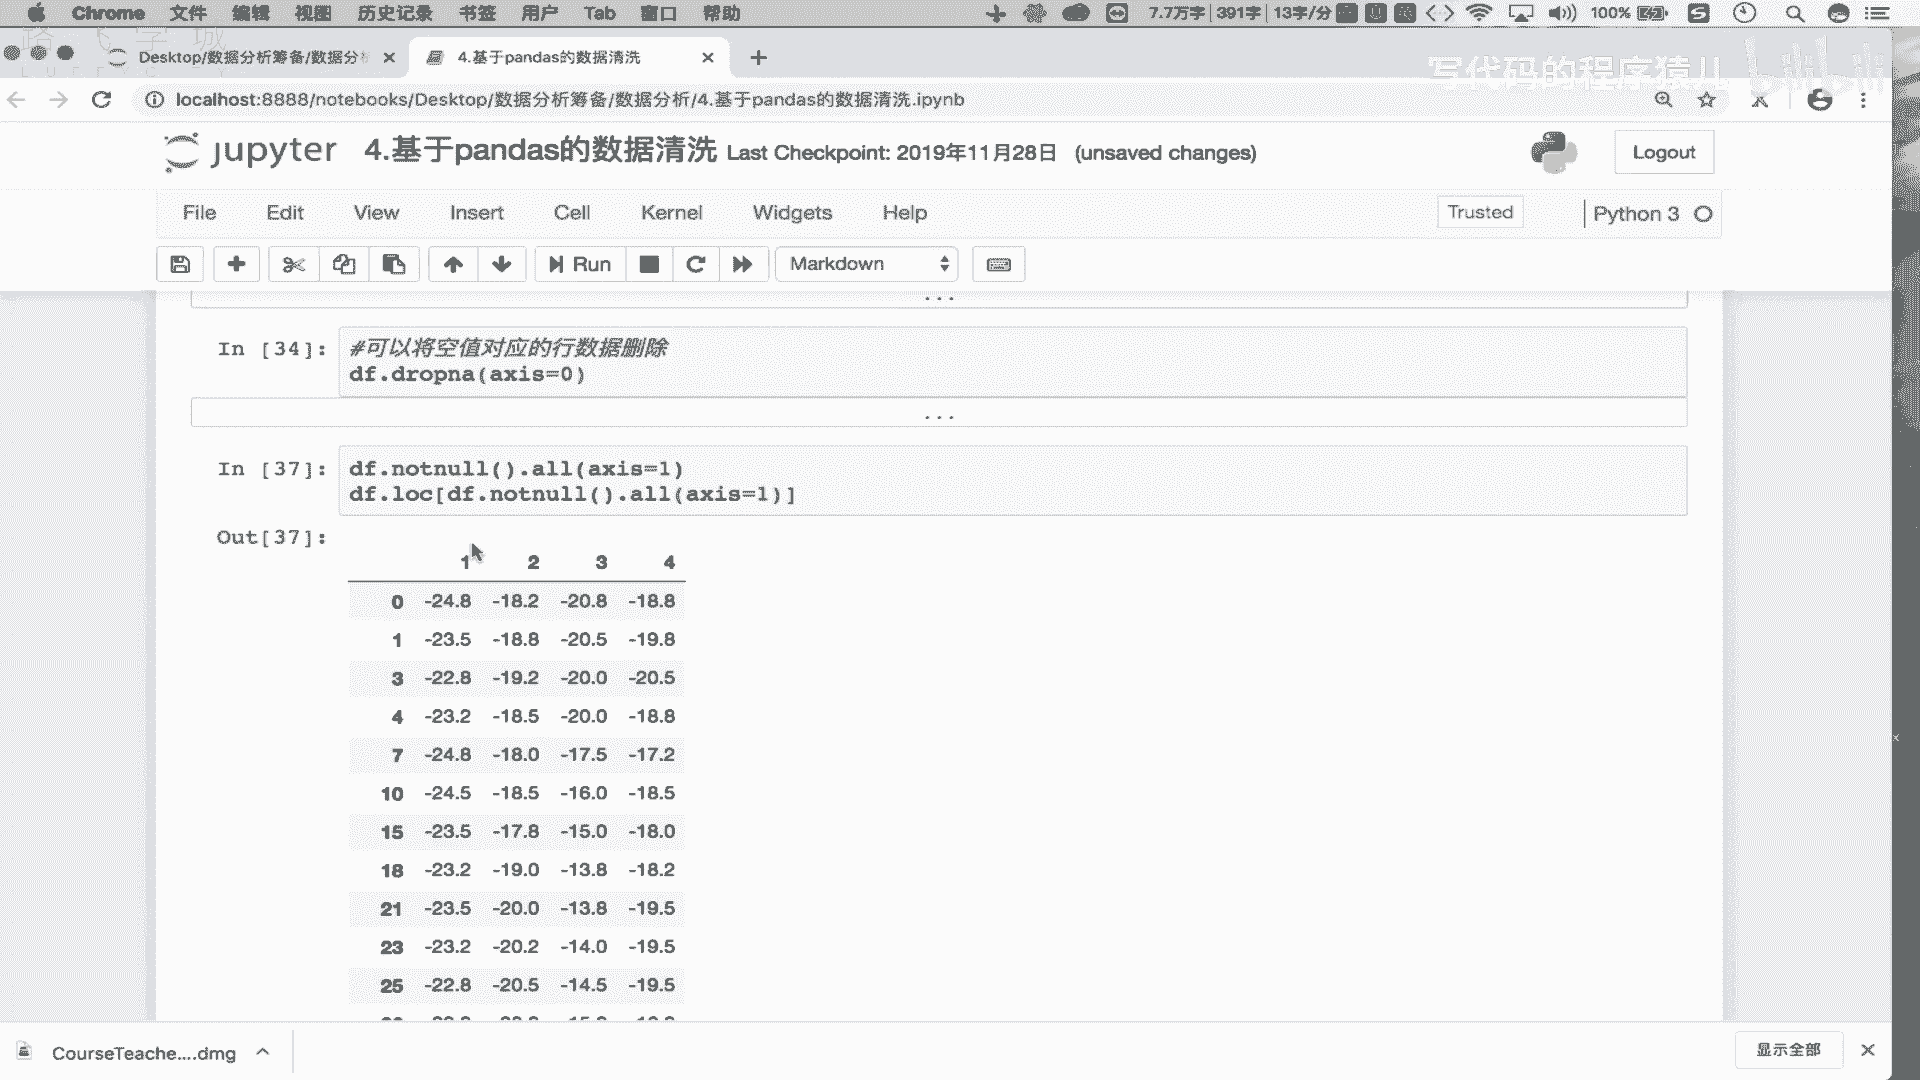 Chrome 文件 编辑 视图 历史记录 书签 用户 Tab 窗口 帮助 7.7万字 391字 13字/分 100%
Desktop/数据分析筹备/数据分析
4.基于pandas的数据清洗
写代码的程序猿儿 bilibili
localhost:8888/notebooks/Desktop/数据分析筹备/数据分析/4.基于pandas的数据清洗.ipynb
jupyter 4.基于pandas的数据清洗 Last Checkpoint: 2019年11月28日 (unsaved changes) Logout
File Edit View Insert Cell Kernel Widgets Help Trusted Python 3
Run Markdown
...
In [34]: #可以将空值对应的行数据删除
df.dropna(axis=0)
...
In [37]: df.notnull().all(axis=1)
df.loc[df.notnull().all(axis=1)]
Out[37]:
1 2 3 4
0 -24.8 -18.2 -20.8 -18.8
1 -23.5 -18.8 -20.5 -19.8
3 -22.8 -19.2 -20.0 -20.5
4 -23.2 -18.5 -20.0 -18.8
7 -24.8 -18.0 -17.5 -17.2
10 -24.5 -18.5 -16.0 -18.5
15 -23.5 -17.8 -15.0 -18.0
18 -23.2 -19.0 -13.8 -18.2
21 -23.5 -20.0 -13.8 -19.5
23 -23.2 -20.2 -14.0 -19.5
25 -22.8 -20.5 -14.5 -19.5
CourseTeache....dmg 显示全部